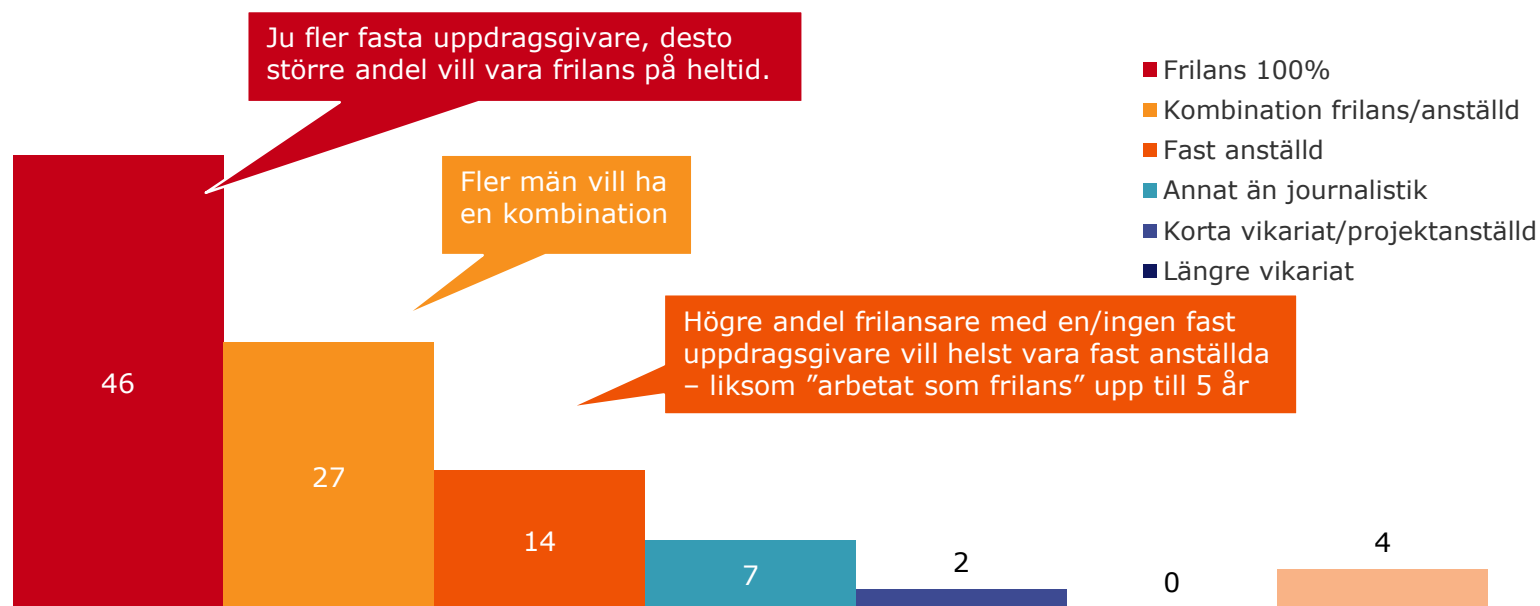 Ju fler fasta uppdragsgivare, desto
större andel vill vara frilans på heltid.
Frilans 100%
Kombination frilans/anställd
Fast anställd
Annat än journalistik
Korta vikariat/projektanställd
Längre vikariat
Fler män vill ha
en kombination
Högre andel frilansare med en/ingen fast
uppdragsgivare vill helst vara fast anställda
– liksom ”arbetat som frilans” upp till 5 år
46
27
14
7
2
0
4